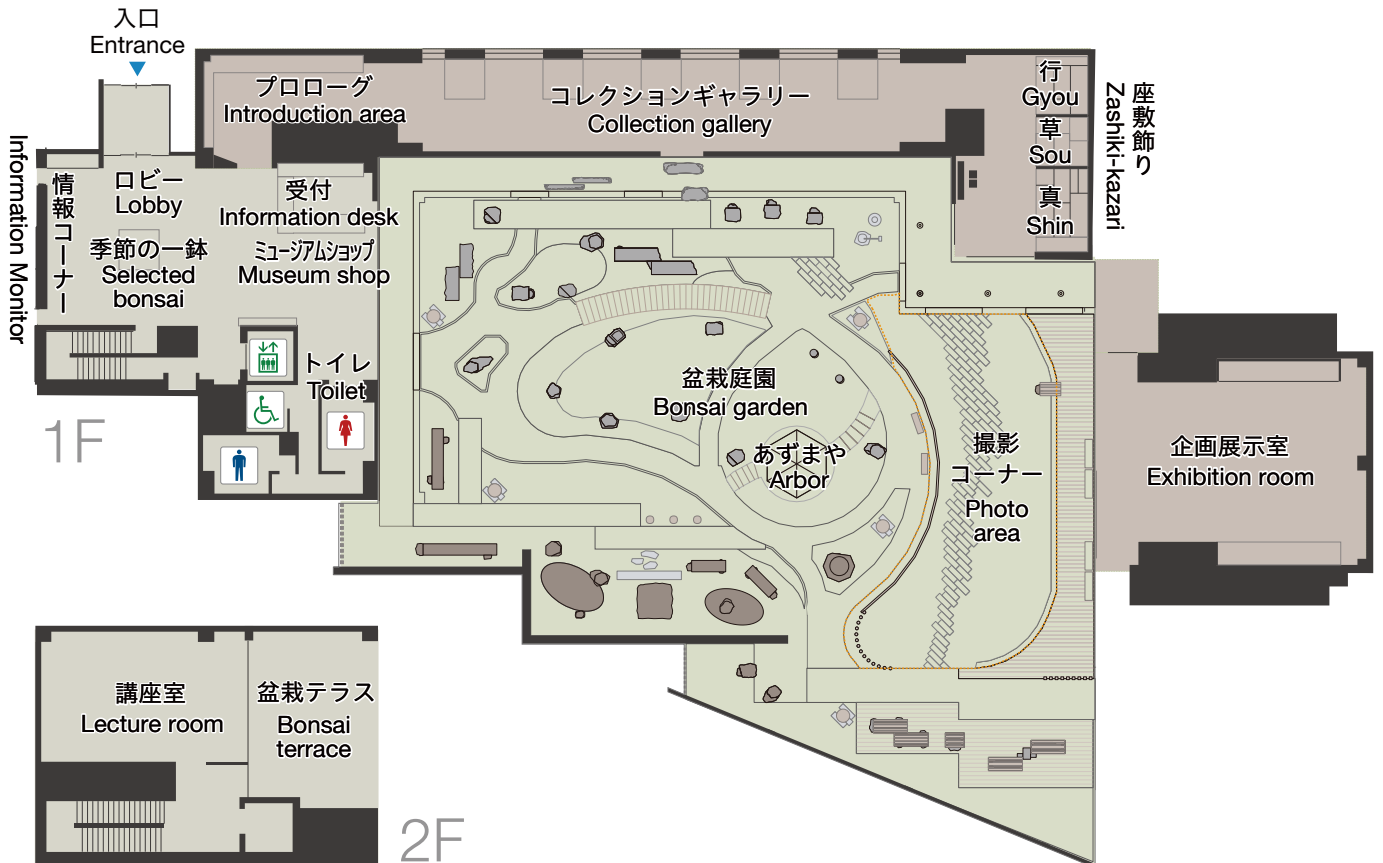 入口
Entrance
プロローグ
Introduction area
コレクションギャラリー
Collection gallery
行
Gyou
草
Sou
真
Shin
座敷飾り
Zashiki-kazari
Information Monitor
情報コーナー
ロビー
Lobby
季節の一鉢
Selected
bonsai
受付
Information desk
ミュージアムショップ
Museum shop
トイレ
Toilet
1F
盆栽庭園
Bonsai garden
あずまや
Arbor
撮影
コーナー
Photo
area
企画展示室
Exhibition room
講座室
Lecture room
盆栽テラス
Bonsai
terrace
2F